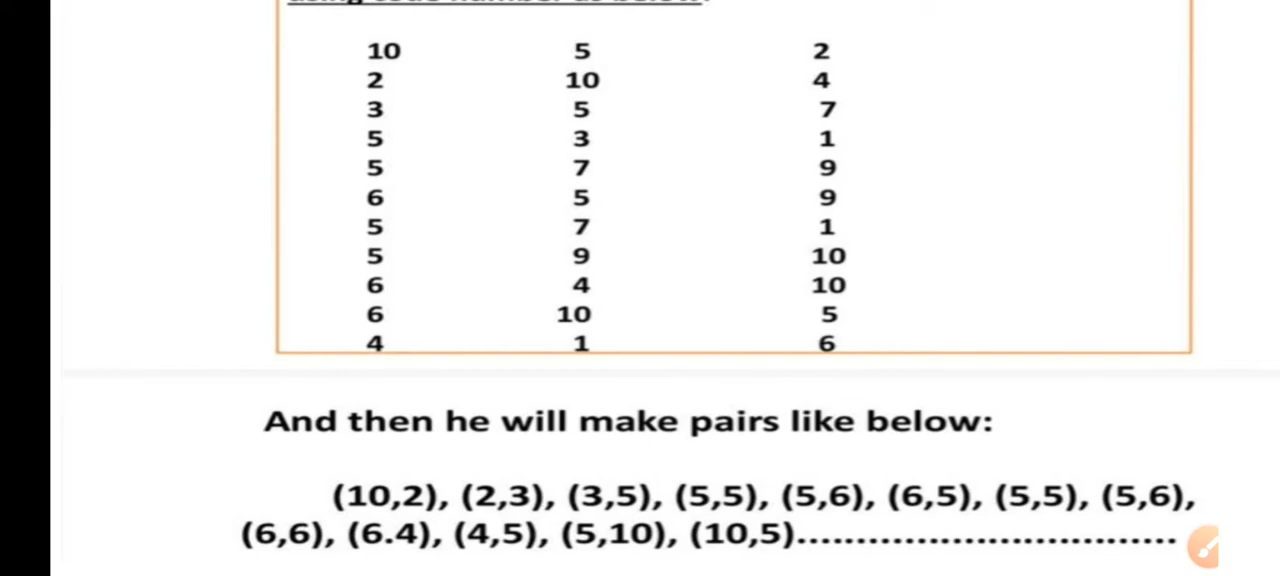 10 5 2
2 10 4
3 5 7
5 3 1
5 7 9
6 5 9
5 7 1
5 9 10
6 4 10
6 10 5
4 1 6
And then he will make pairs like below:
(10,2), (2,3), (3,5), (5,5), (5,6), (6,5), (5,5), (5,6),
(6,6), (6.4), (4,5), (5,10), (10,5)................................